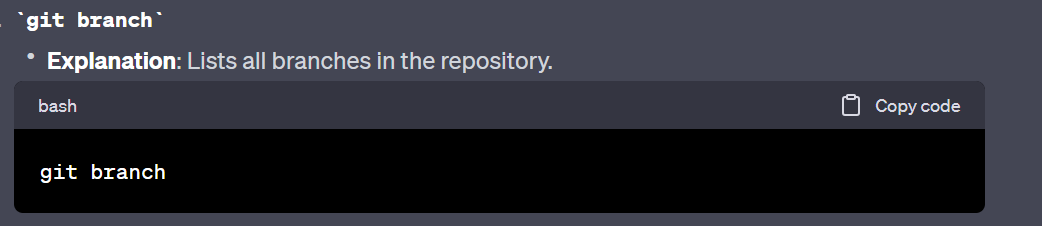 `git branch`
• Explanation: Lists all branches in the repository.
bash Copy code
git branch